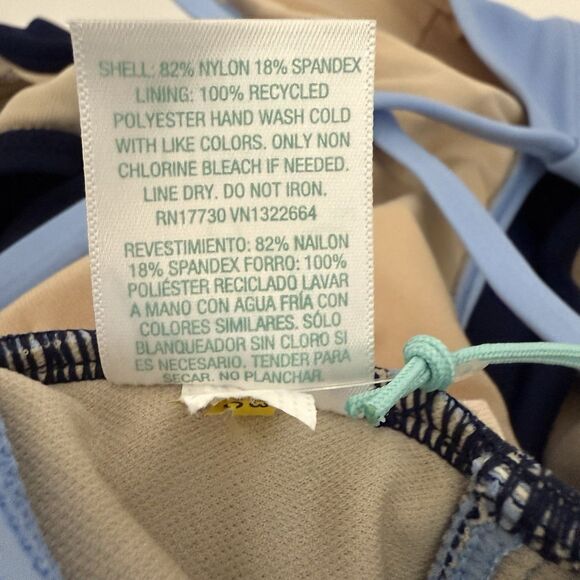 SHELL: 82% NYLON 18% SPANDEX
LINING: 100% RECYCLED
POLYESTER HAND WASH COLD
WITH LIKE COLORS. ONLY NON
CHLORINE BLEACH IF NEEDED.
LINE DRY. DO NOT IRON.
RN17730 VN1322664
REVESTIMIENTO: 82% NAILON
18% SPANDEX FORRO: 100%
POLIÉSTER RECICLADO LAVAR
A MANO CON AGUA FRÍA CON
COLORES SIMILARES. SÓLO
BLANQUEADOR SIN CLORO SI
ES NECESARIO. TENDER PARA
SECAR. NO PLANCHAR.